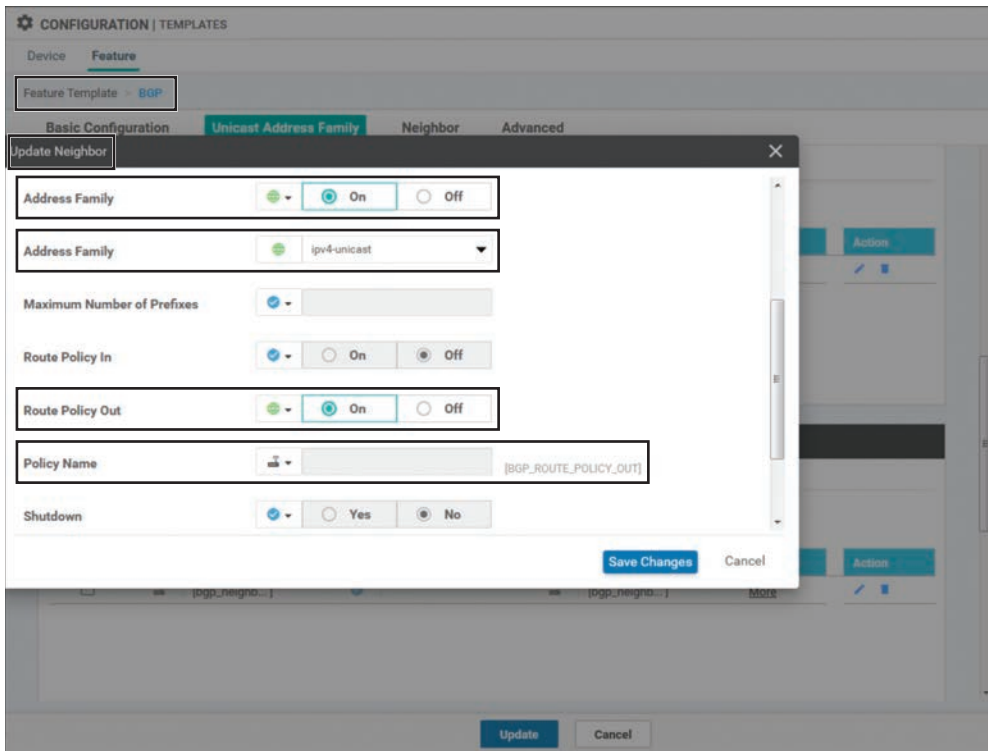 CONFIGURATION | TEMPLATES
Device Feature
Feature Template > BGP
Basic Configuration Unicast Address Family Neighbor Advanced
Update Neighbor
Address Family On Off
Action
Address Family ipv4-unicast
Maximum Number of Prefixes
Route Policy In On Off
Route Policy Out On Off
Policy Name [BGP_ROUTE_POLICY_OUT]
Shutdown Yes No
Save Changes Cancel
Action
[bgp_neighb...] [bgp_neighb...] More
Update Cancel